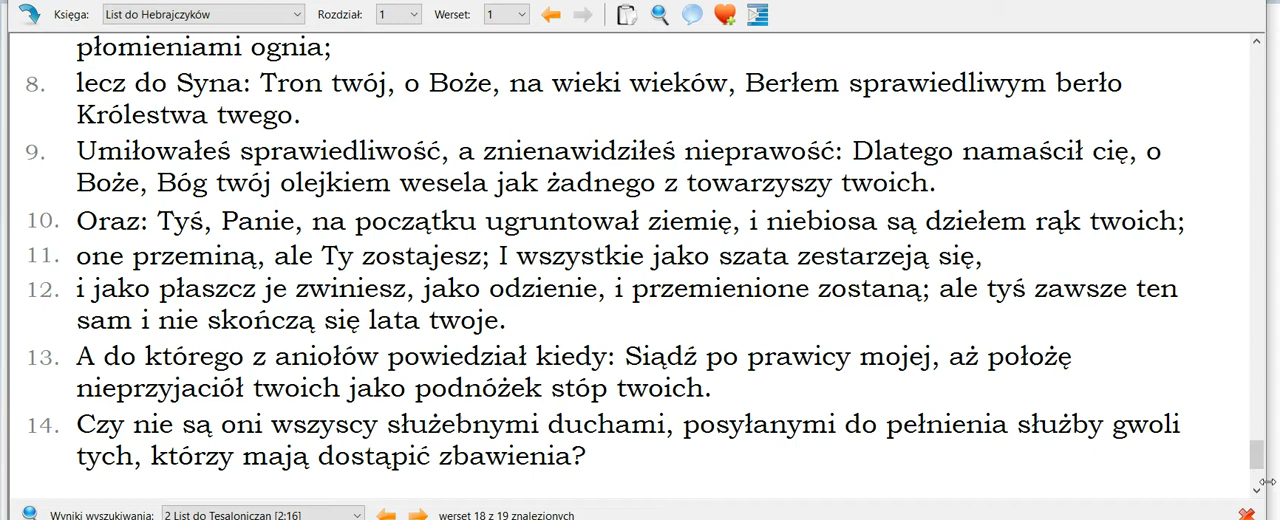 Księga: List do Hebrajczyków Rozdział: 1 Werset: 1
płomieniami ognia;
8. lecz do Syna: Tron twój, o Boże, na wieki wieków, Berłem sprawiedliwym berło
Królestwa twego.
9. Umiłowałeś sprawiedliwość, a znienawidziłeś nieprawość: Dlatego namaścił cię, o
Boże, Bóg twój olejkiem wesela jak żadnego z towarzyszy twoich.
10. Oraz: Tyś, Panie, na początku ugruntował ziemię, i niebiosa są dziełem rąk twoich;
11. one przeminą, ale Ty zostajesz; I wszystkie jako szata zestarzeją się,
12. i jako płaszcz je zwiniesz, jako odzienie, i przemienione zostaną; ale tyś zawsze ten
sam i nie skończą się lata twoje.
13. A do którego z aniołów powiedział kiedy: Siądź po prawicy mojej, aż położę
nieprzyjaciół twoich jako podnóżek stóp twoich.
14. Czy nie są oni wszyscy służebnymi duchami, posyłanymi do pełnienia służby gwoli
tych, którzy mają dostąpić zbawienia?
Wyniki wyszukiwania: 2 List do Tesaloniczan [2:16] werset 18 z 19 znalezionych